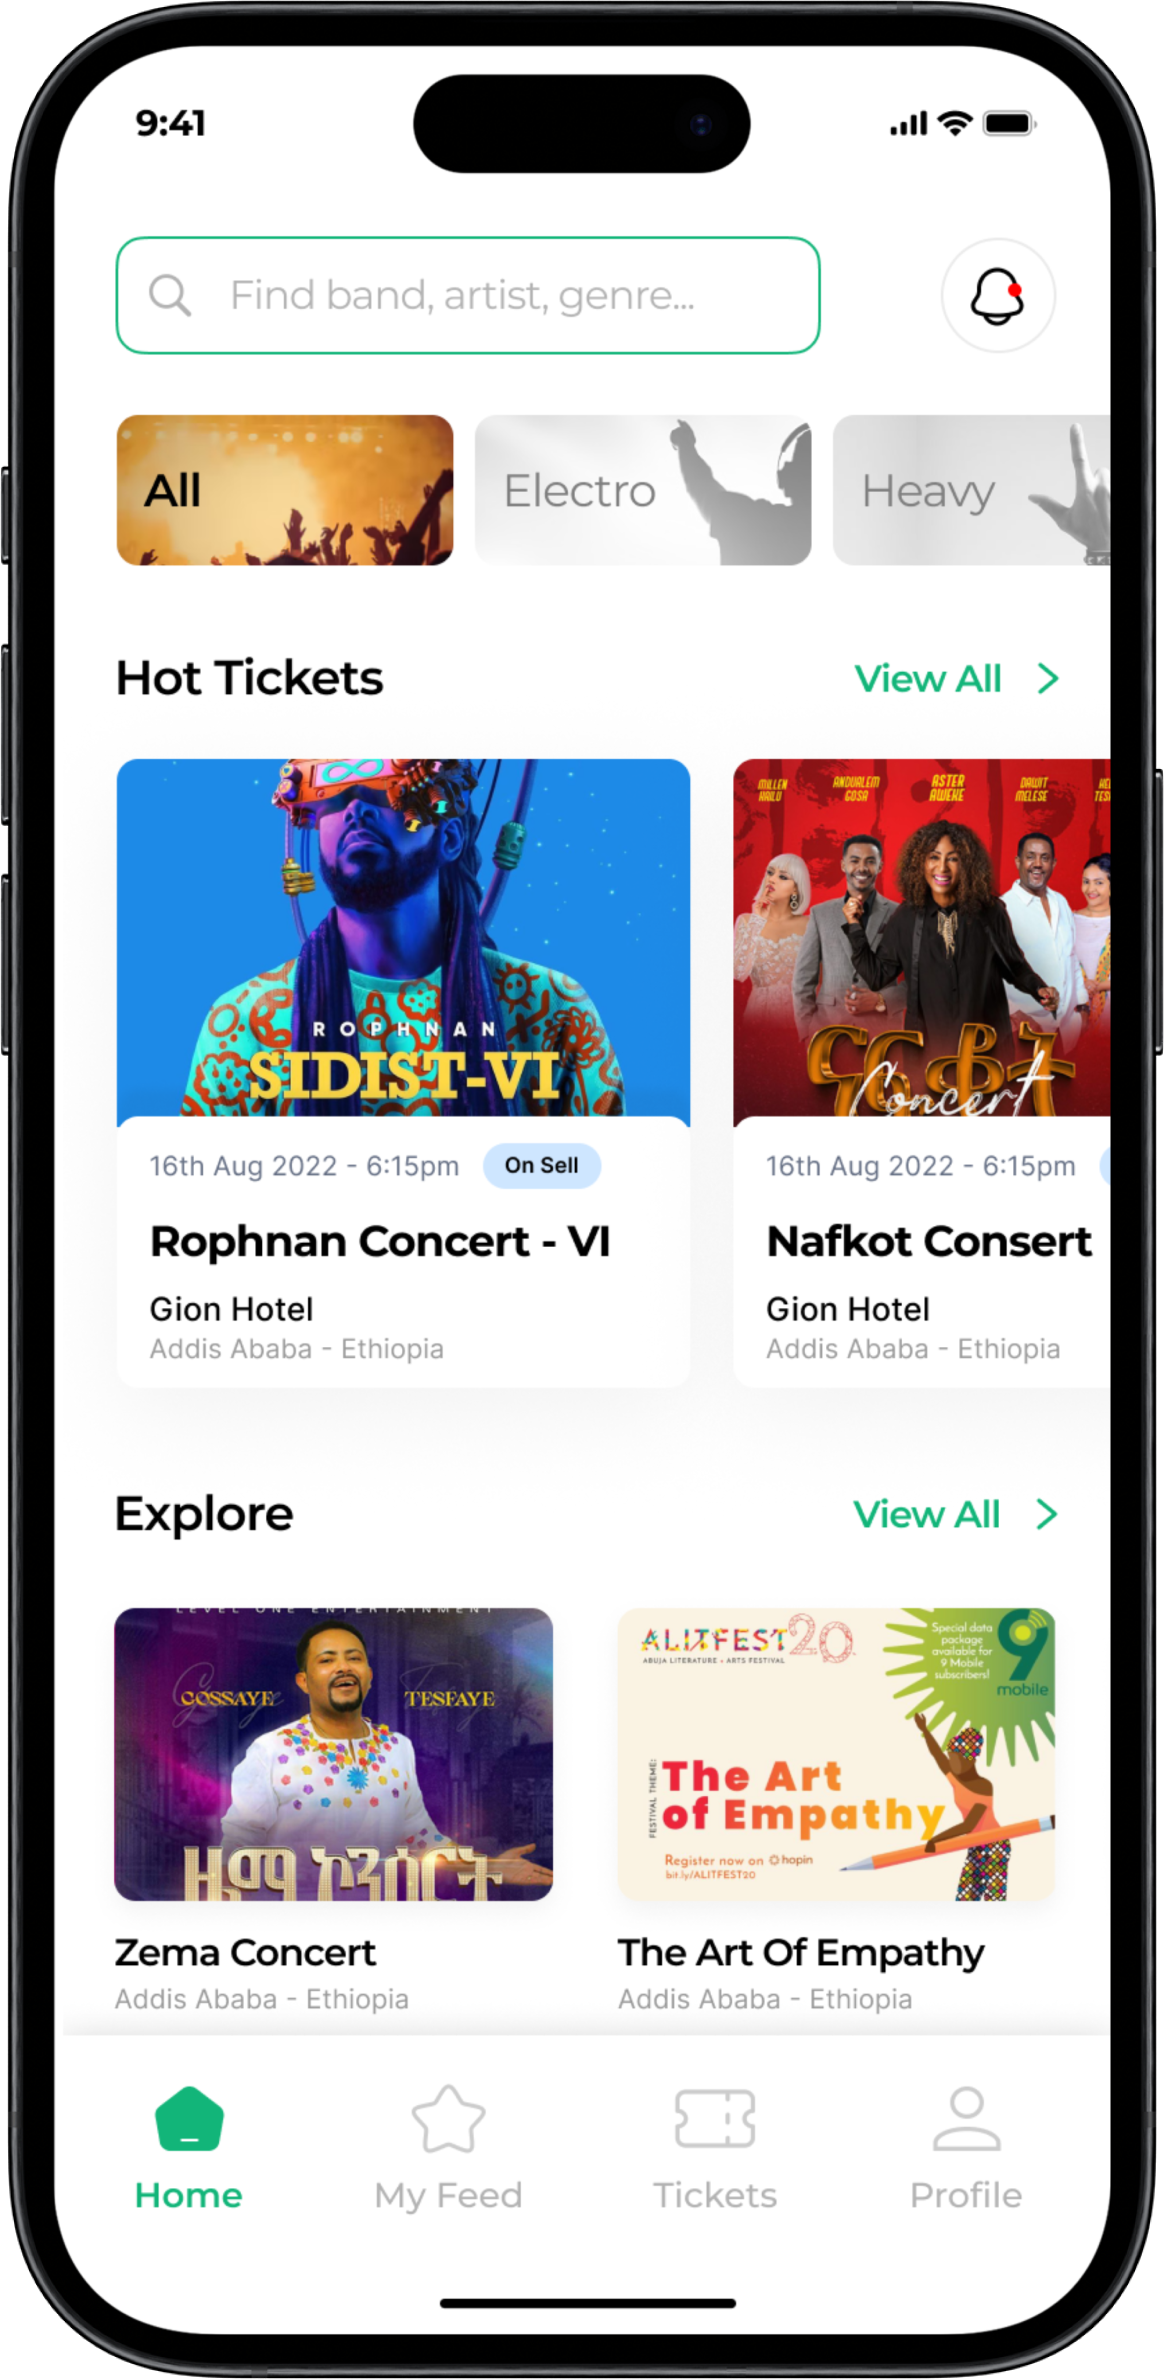 9:41
Find band, artist, genre...
All
Electro
Heavy
Hot Tickets
View All
ROPHNAN
SIDIST-VI
16th Aug 2022 - 6:15pm
On Sell
Rophnan Concert - VI
Gion Hotel
Addis Ababa - Ethiopia
MILLEN
HAILU
ANDUALEM
GOSA
ASTER
AWEKE
DAWIT
MELESE
ናፍቆት
Concert
16th Aug 2022 - 6:15pm
Nafkot Consert
Gion Hotel
Addis Ababa - Ethiopia
Explore
View All
LEVEL ONE ENTERTAINMENT
GOSSAYE
TESFAYE
ዜማ ኮንሰርት
Zema Concert
Addis Ababa - Ethiopia
ALITFEST20
ABUJA LITERATURE + ARTS FESTIVAL
Special data
package
available for
9 Mobile
subscribers!
9
mobile
FESTIVAL THEME:
The Art
of Empathy
Register now on hopin
bit.ly/ALITFEST20
The Art Of Empathy
Addis Ababa - Ethiopia
Home
My Feed
Tickets
Profile